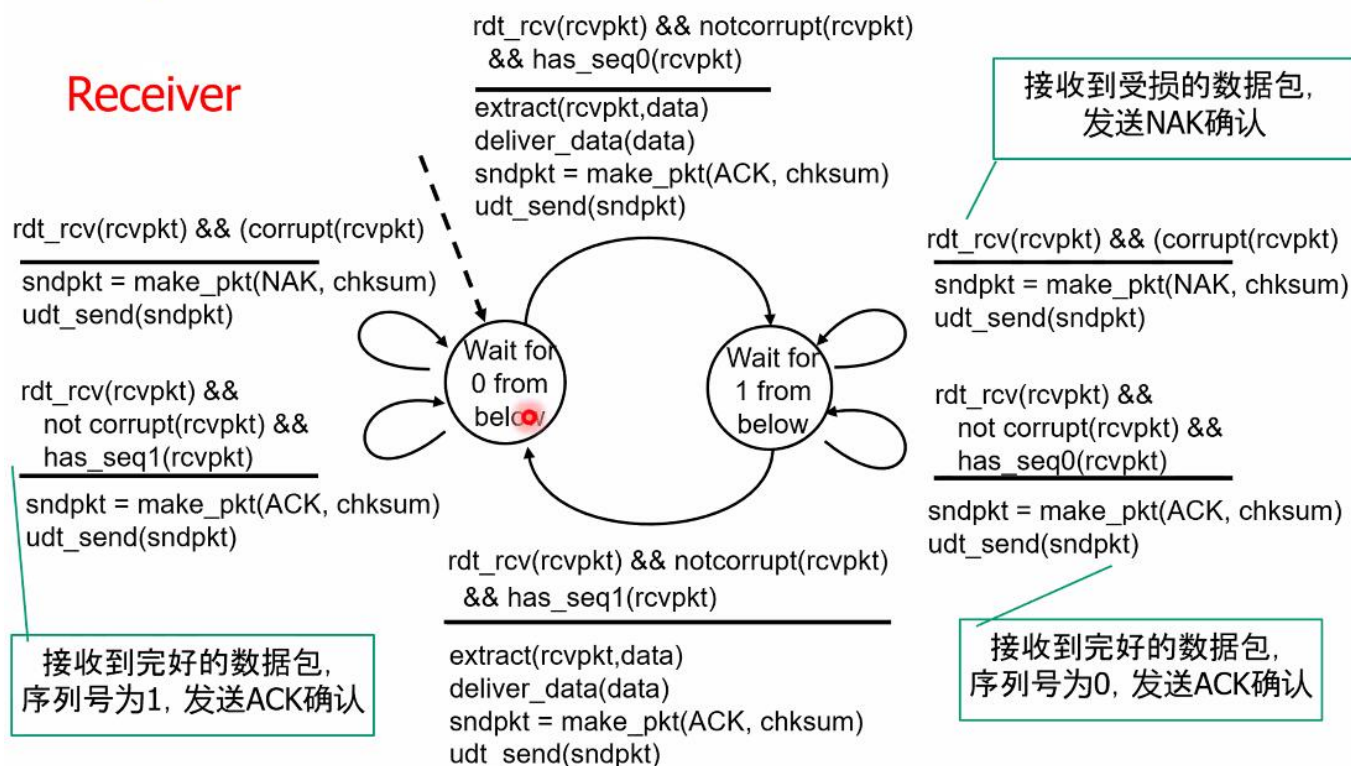 rdt_rcv(rcvpkt) && notcorrupt(rcvpkt)
&& has_seq0(rcvpkt)
extract(rcvpkt,data)
deliver_data(data)
sndpkt = make_pkt(ACK, chksum)
udt_send(sndpkt)
Receiver
接收到受损的数据包,
发送NAK确认
rdt_rcv(rcvpkt) && (corrupt(rcvpkt)
sndpkt = make_pkt(NAK, chksum)
udt_send(sndpkt)
rdt_rcv(rcvpkt) && (corrupt(rcvpkt)
sndpkt = make_pkt(NAK, chksum)
udt_send(sndpkt)
Wait for
0 from
below
Wait for
1 from
below
rdt_rcv(rcvpkt) &&
not corrupt(rcvpkt) &&
has_seq1(rcvpkt)
sndpkt = make_pkt(ACK, chksum)
udt_send(sndpkt)
rdt_rcv(rcvpkt) &&
not corrupt(rcvpkt) &&
has_seq0(rcvpkt)
sndpkt = make_pkt(ACK, chksum)
udt_send(sndpkt)
rdt_rcv(rcvpkt) && notcorrupt(rcvpkt)
&& has_seq1(rcvpkt)
extract(rcvpkt,data)
deliver_data(data)
sndpkt = make_pkt(ACK, chksum)
udt_send(sndpkt)
接收到完好的数据包,
序列号为1, 发送ACK确认
接收到完好的数据包,
序列号为0, 发送ACK确认